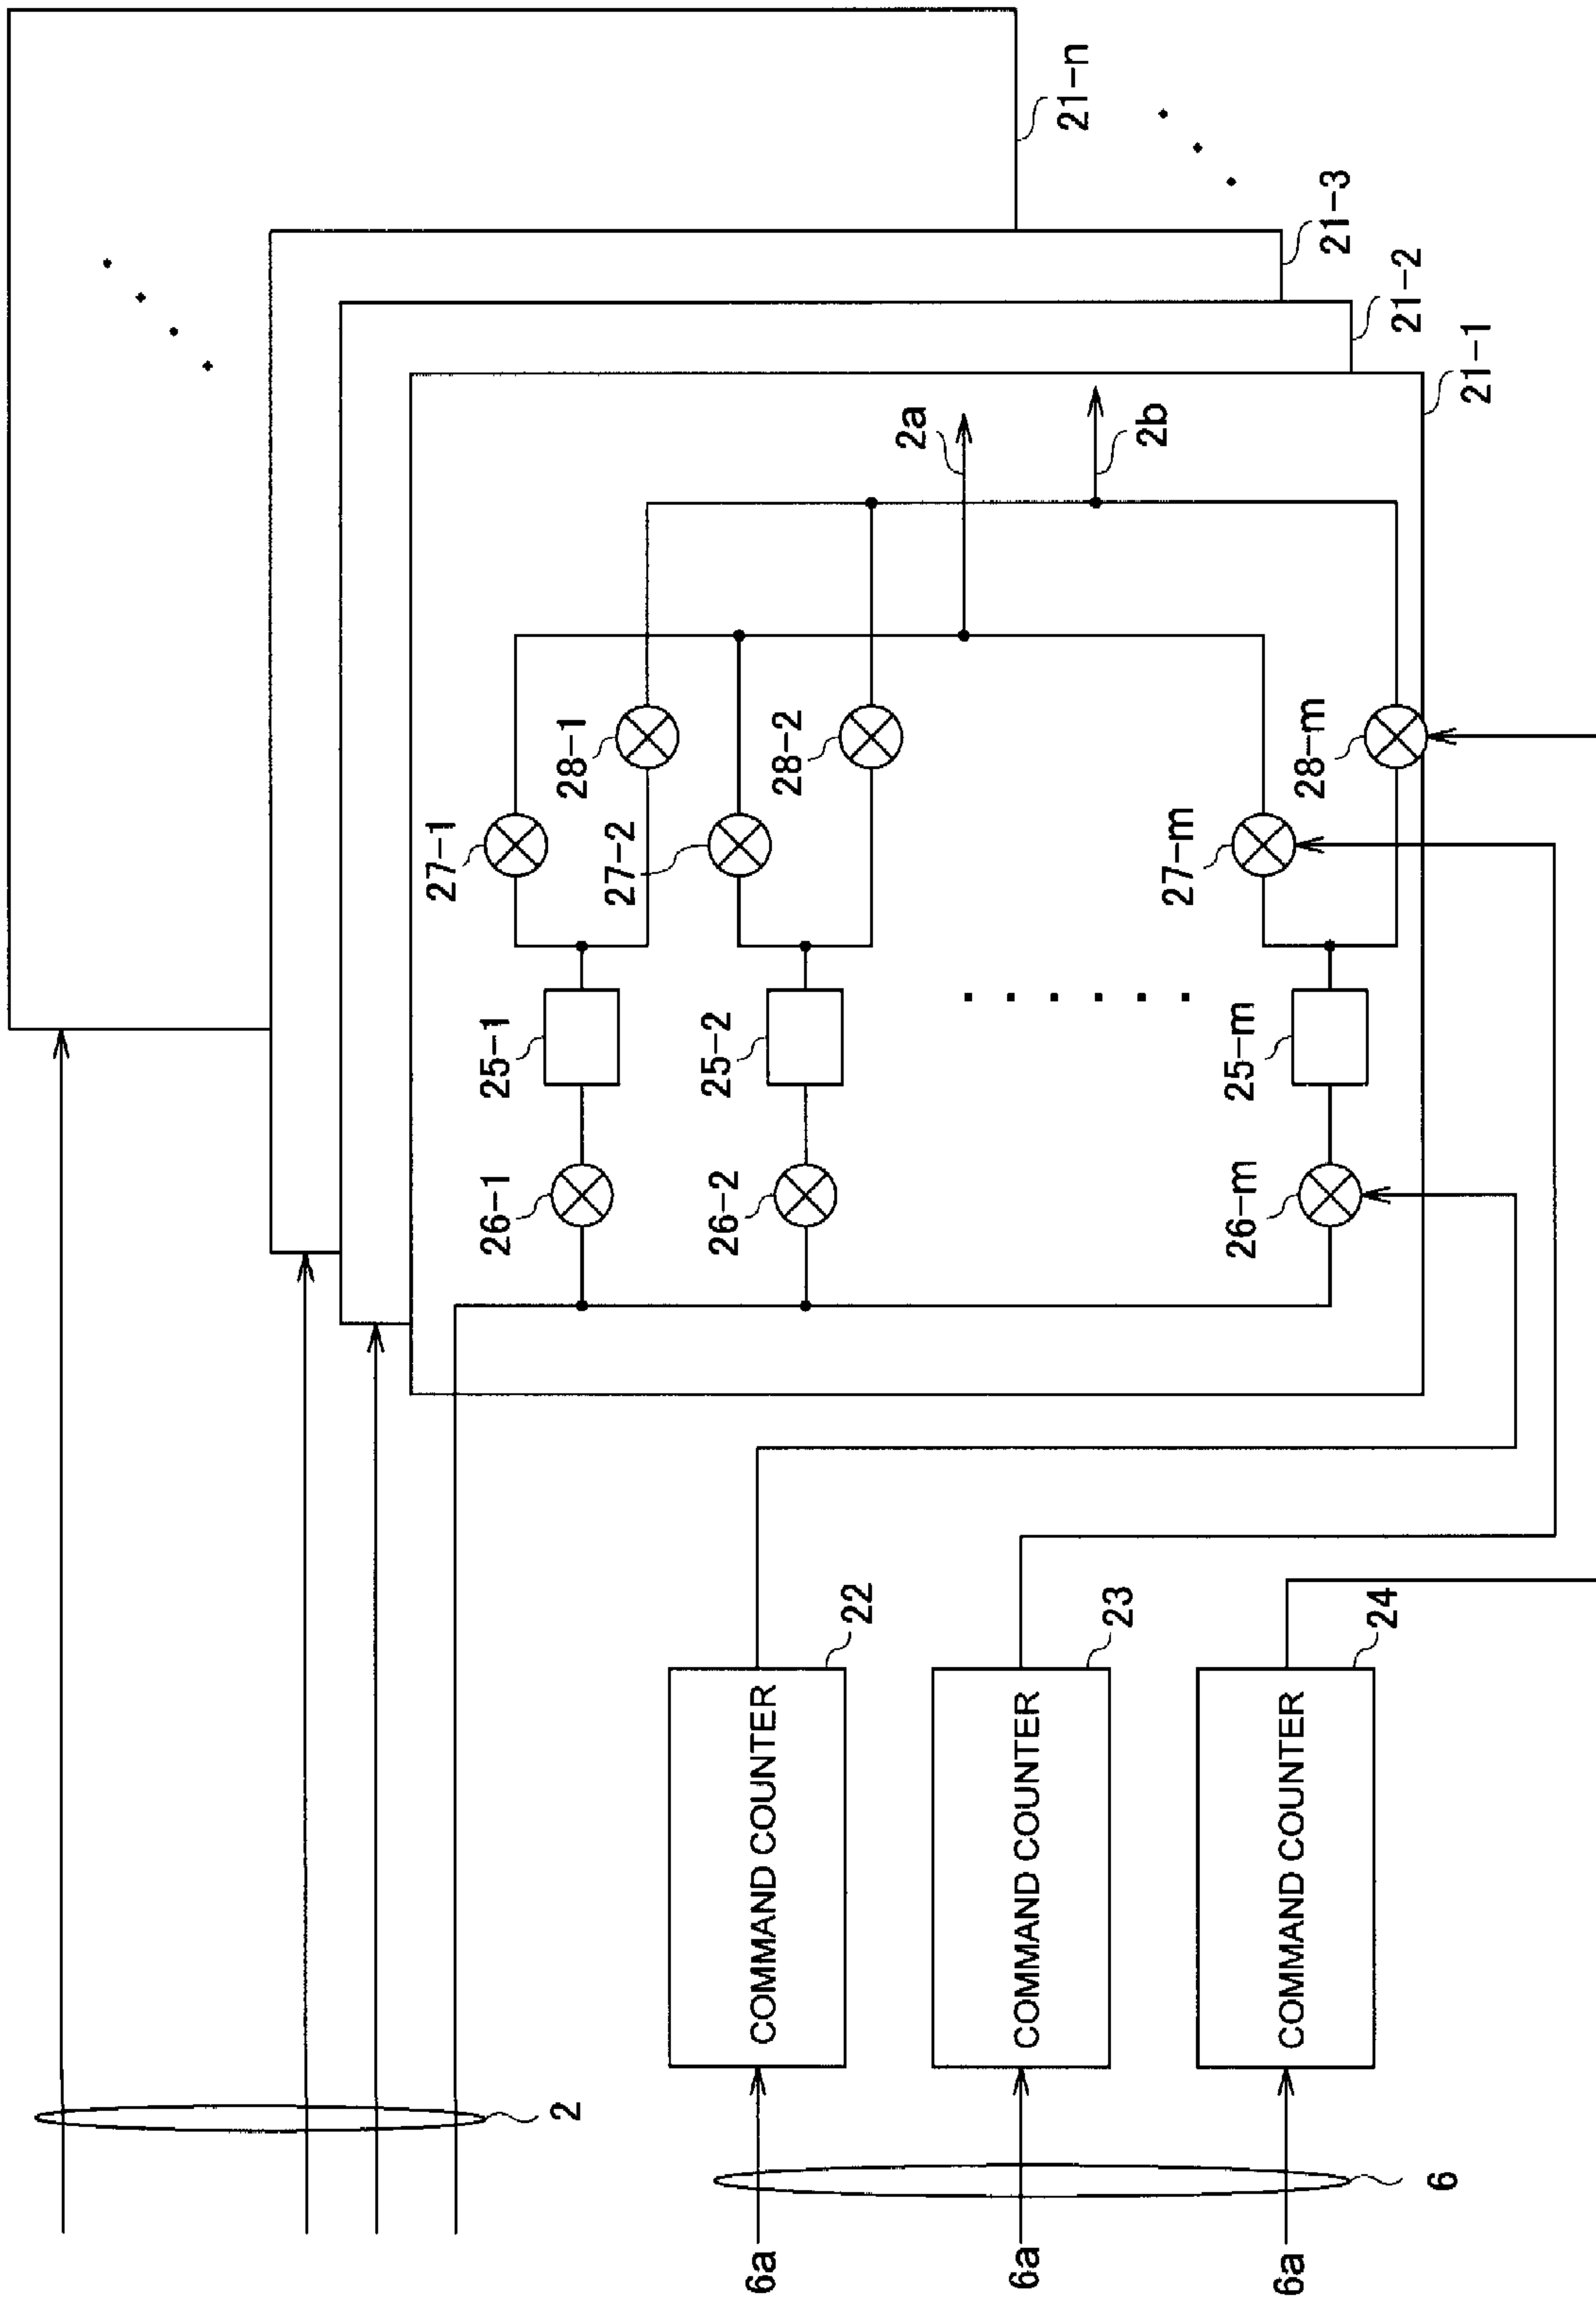 21-n
21-3
21-2
21-1
2a
2b
27-1
28-1
27-2
28-2
27-m
28-m
25-1
25-2
25-m
26-1
26-2
26-m
COMMAND COUNTER
22
COMMAND COUNTER
23
COMMAND COUNTER
24
2
6
6a
6a
6a